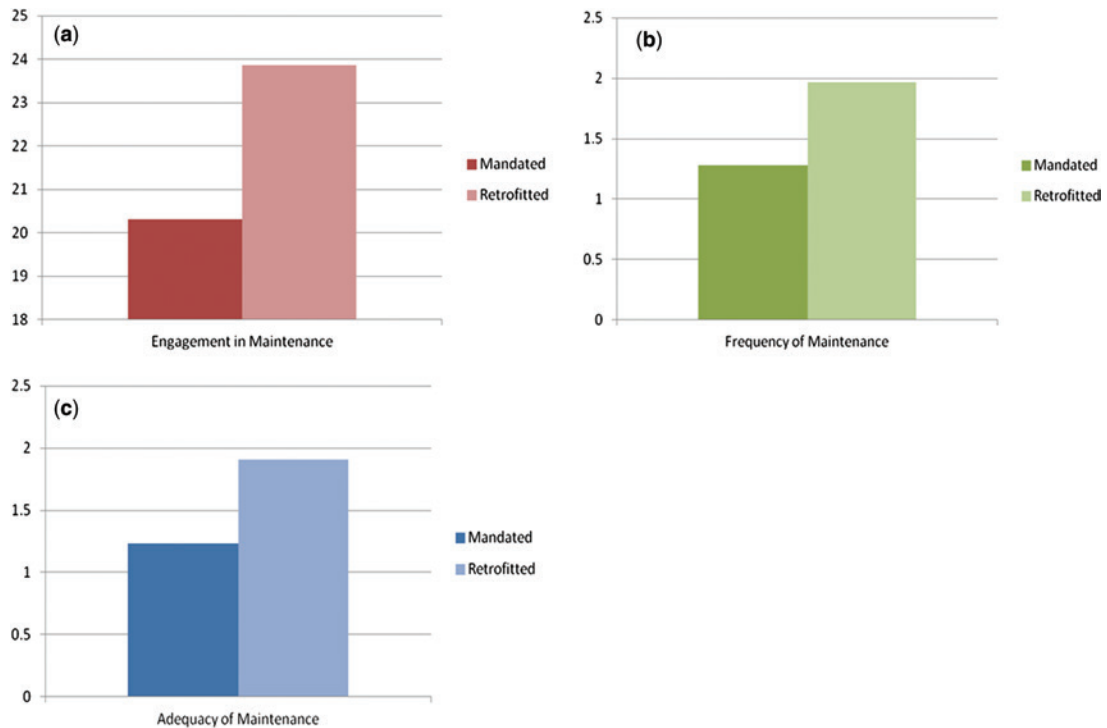 (a)
25
24
23
22
21
20
19
18
Engagement in Maintenance
Mandated
Retrofitted
(b)
2.5
2
1.5
1
0.5
0
Frequency of Maintenance
Mandated
Retrofitted
(c)
2.5
2
1.5
1
0.5
0
Adequacy of Maintenance
Mandated
Retrofitted